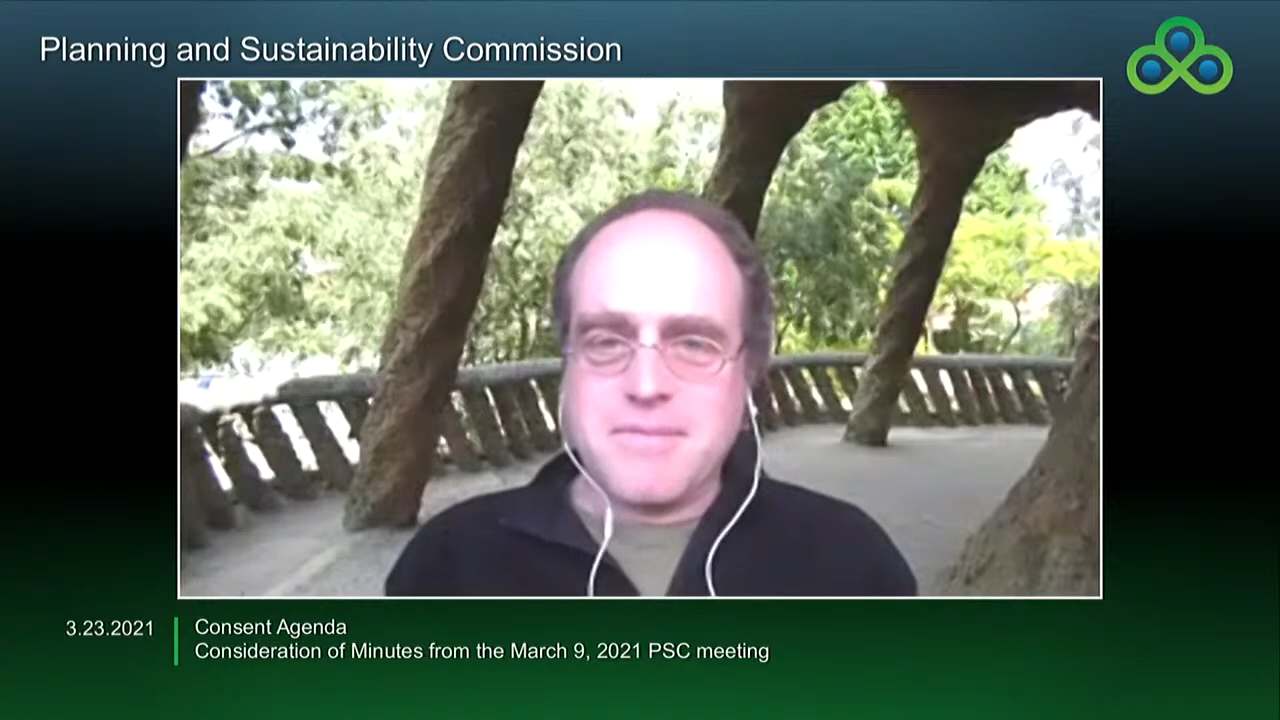 Planning and Sustainability Commission
3.23.2021
Consent Agenda
Consideration of Minutes from the March 9, 2021 PSC meeting